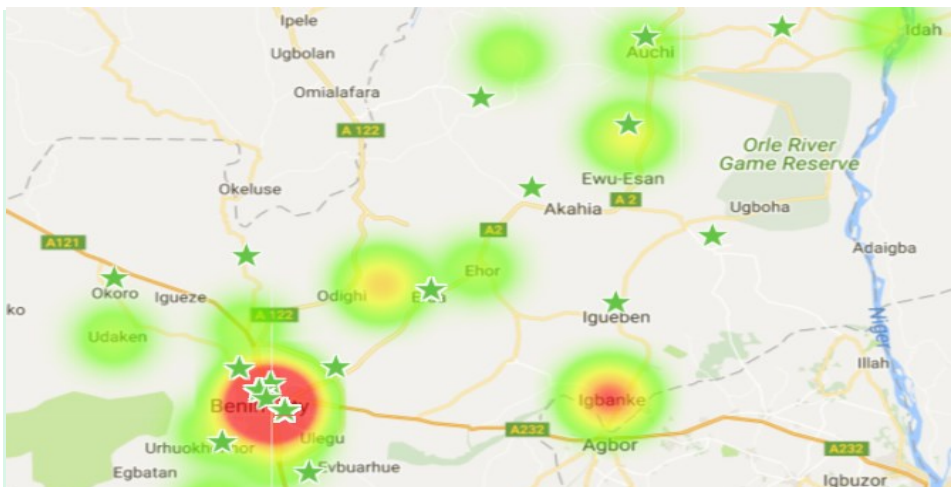 Ipele
Idah
Ugbolan
Auchi
Omialafara
A 122
Orle River
Game Reserve
Ewu-Esan
Okeluse
A 2
Ugboha
Akahia
A2
A121
Adaigba
Ehor
Okoro
Igueze
Odighi
ko
A 122
Igueben
Niger
Udaken
Illah
Igbanke
Ulegu
A232
Agbor
A232
Evbuarhue
Egbatan
Igbuzor